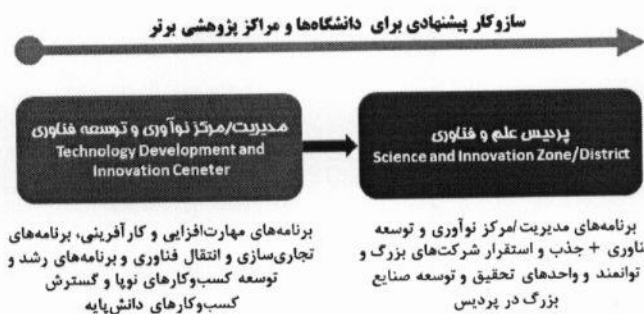 سازوکار پیشنهادی برای دانشگاه‌ها و مراکز پژوهشی برتر
مدیریت/مرکز نوآوری و توسعه فناوری
Technology Development and
Innovation Ceneter
پردیس علم و فناوری
Science and Innovation Zone/District
برنامه‌های مهارت‌افزایی و کارآفرینی، برنامه‌های
تجاری‌سازی و انتقال فناوری و برنامه‌های رشد و
توسعه کسب‌وکارهای نوپا و گسترش
کسب‌وکارهای دانش‌پایه
برنامه‌های مدیریت/مرکز نوآوری و توسعه
فناوری + جذب و استقرار شرکت‌های بزرگ و
توانمند و واحدهای تحقیق و توسعه صنایع
بزرگ در پردیس